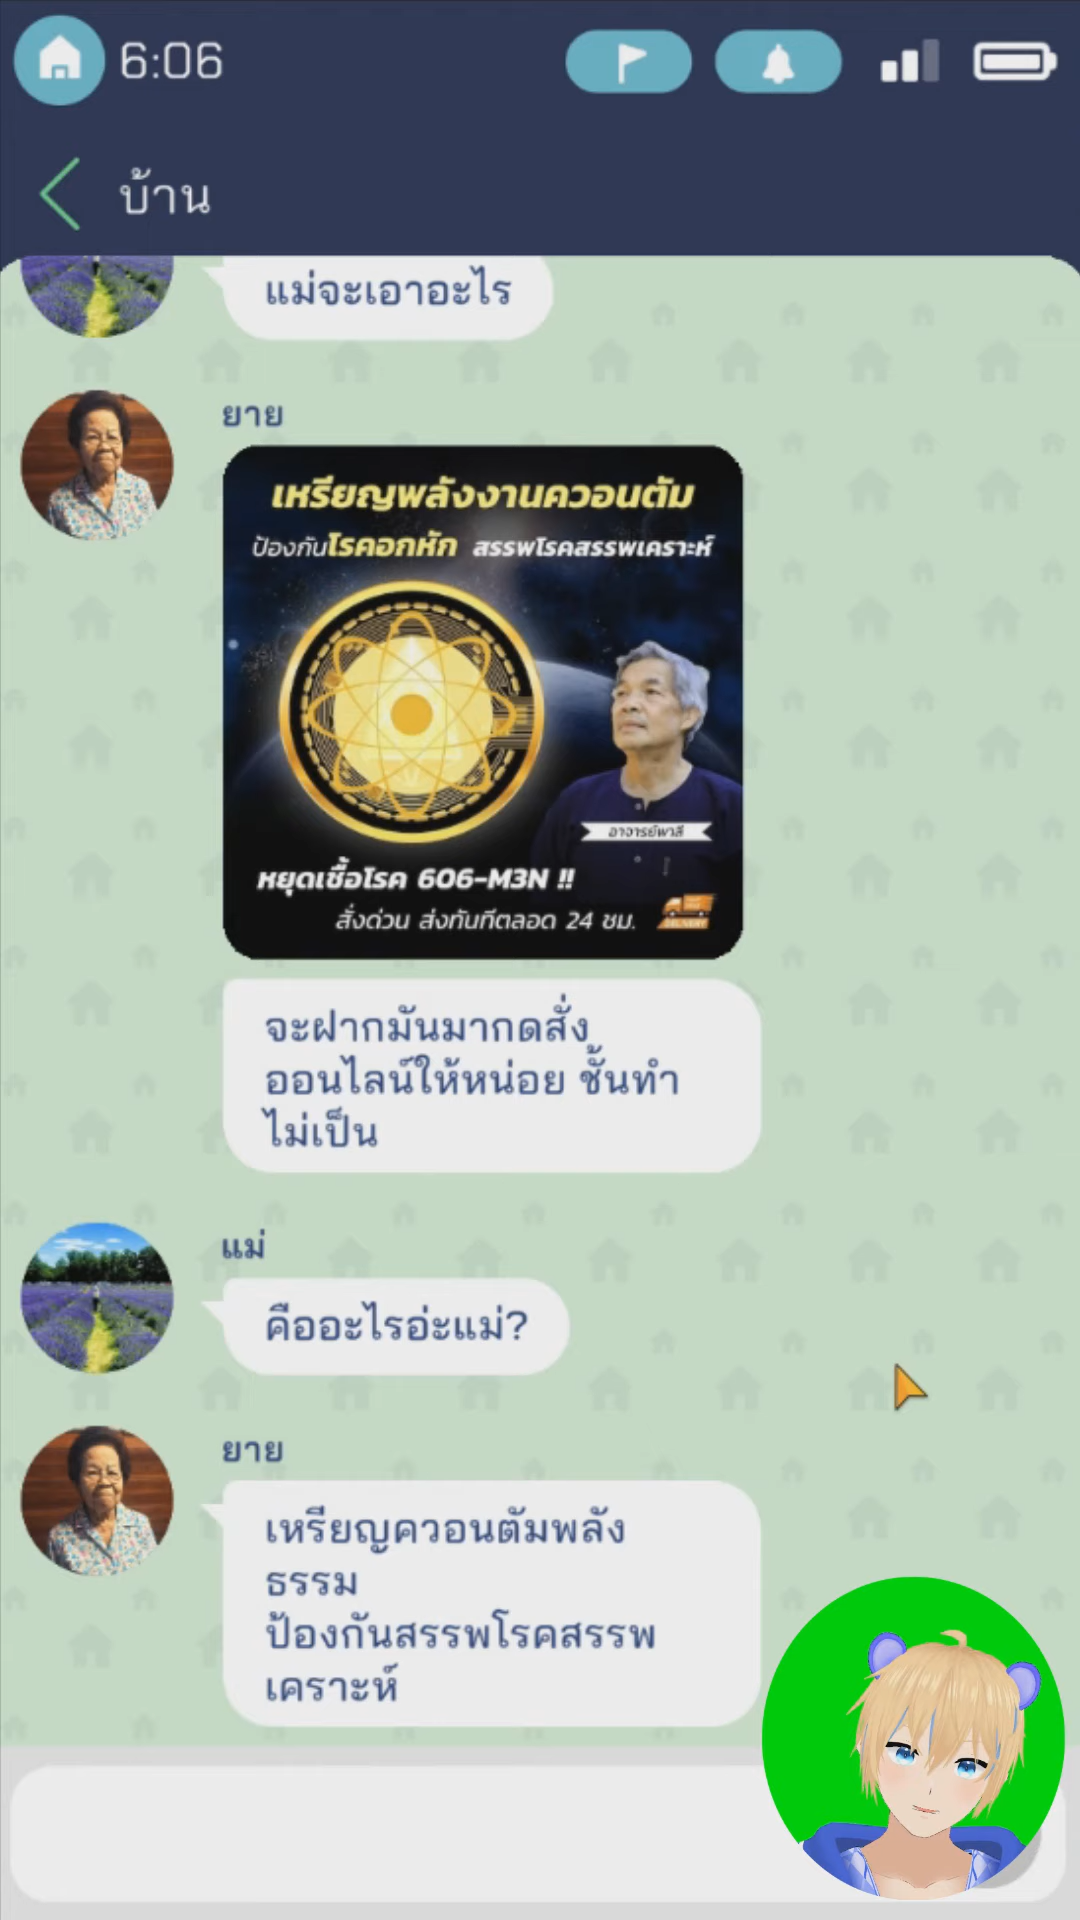 6:06
บ้าน
แม่จะเอาอะไร
ยาย
เหรียญพลังงานควอนตัม
ป้องกันโรคอกหัก สรรพโรคสรรพเคราะห์
อาจารย์พาลี
หยุดเชื้อโรค 606-M3N !!
สั่งด่วน ส่งทันทีตลอด 24 ชม.
DELIVERY
จะฝากมันมากดสั่ง
ออนไลน์ให้หน่อย ชั้นทำ
ไม่เป็น
แม่
คืออะไรอ่ะแม่?
ยาย
เหรียญควอนตัมพลัง
ธรรม
ป้องกันสรรพโรคสรรพ
เคราะห์